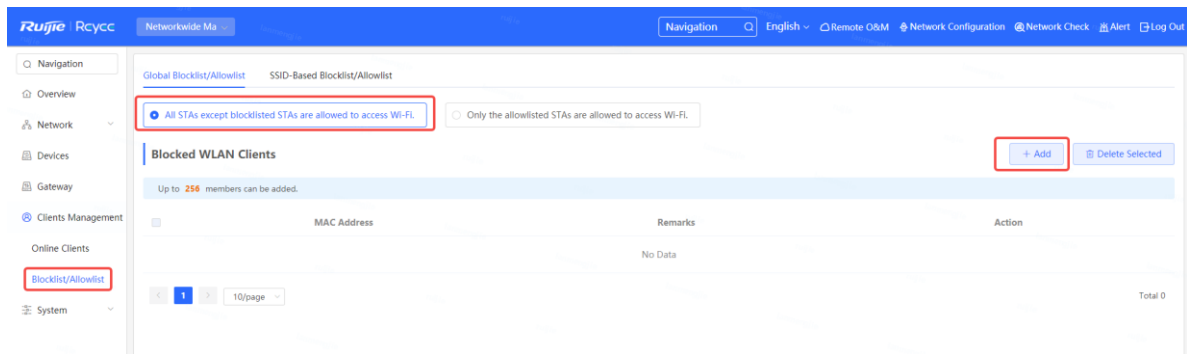 Ruijie | Rcycc
Networkwide Ma
Navigation
English
Remote O&M
Network Configuration
Network Check
Alert
Log Out
Navigation
Overview
Network
Devices
Gateway
Clients Management
Online Clients
Blocklist/Allowlist
System
Global Blocklist/Allowlist SSID-Based Blocklist/Allowlist
All STAs except blocklisted STAs are allowed to access Wi-Fi. Only the allowlisted STAs are allowed to access Wi-Fi.
Blocked WLAN Clients
+ Add Delete Selected
Up to 256 members can be added.
MAC Address Remarks Action
No Data
< 1 > 10/page Total 0